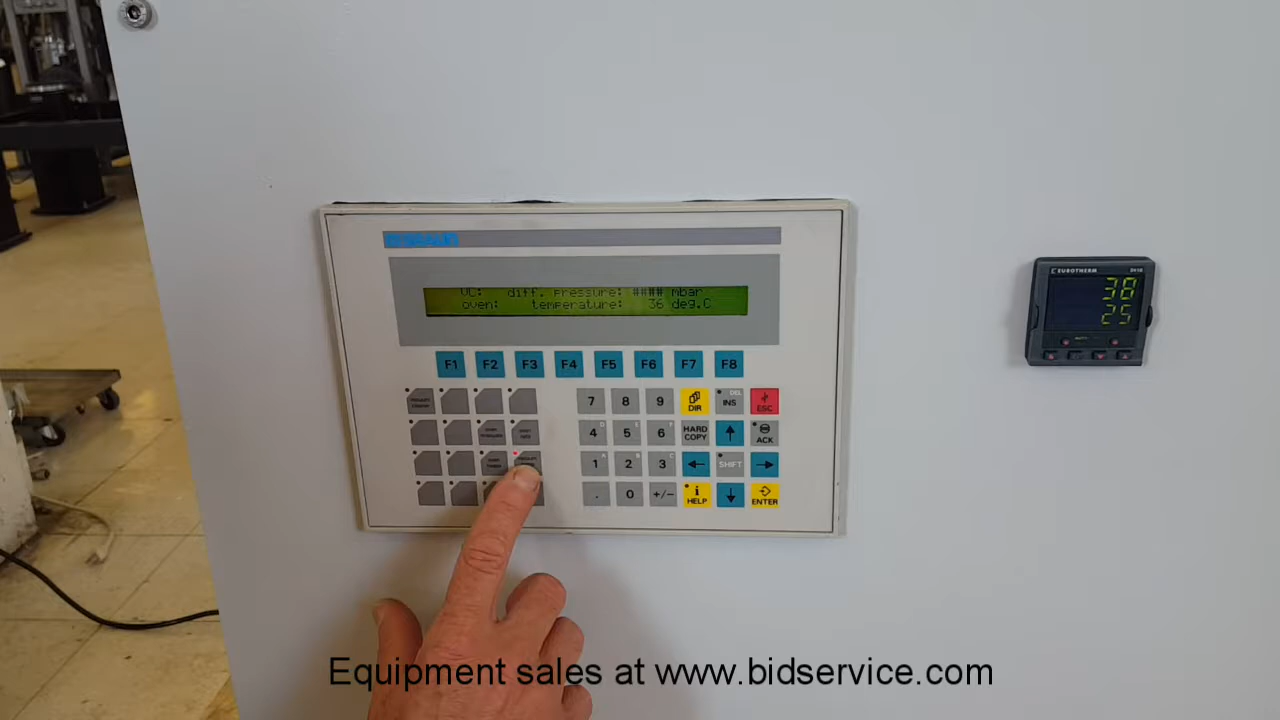 VC: diff. pressure: #### mbar
oven: temperature: 36 deg.C
EUROTHERM
38
25
F1 F2 F3 F4 F5 F6 F7 F8
7 8 9 DIR INS DEL ESC
4 D 5 E 6 F HARD COPY ACK
1 A 2 B 3 C SHIFT
. 0 +/- i HELP ENTER
Equipment sales at www.bidservice.com